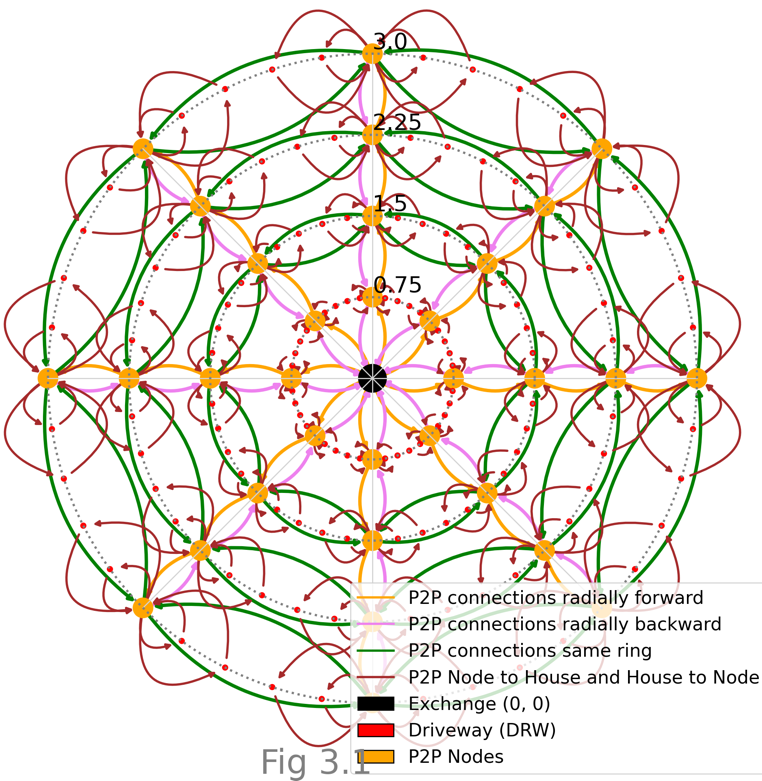 3.0
2.25
1.5
0.75
P2P connections radially forward
P2P connections radially backward
P2P connections same ring
P2P Node to House and House to Node
Exchange (0, 0)
Driveway (DRW)
P2P Nodes
Fig 3.1